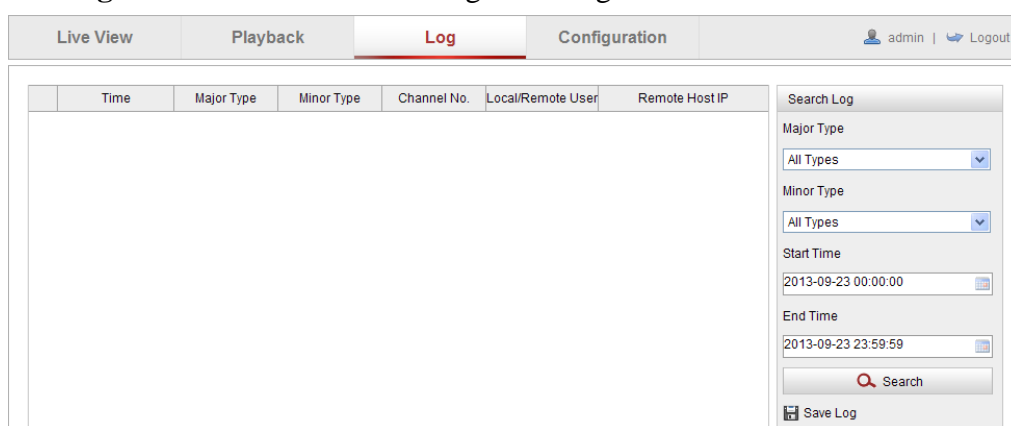 Live View Playback Log Configuration admin | Logout
Time Major Type Minor Type Channel No. Local/Remote User Remote Host IP
Search Log
Major Type
All Types
Minor Type
All Types
Start Time
2013-09-23 00:00:00
End Time
2013-09-23 23:59:59
Search
Save Log